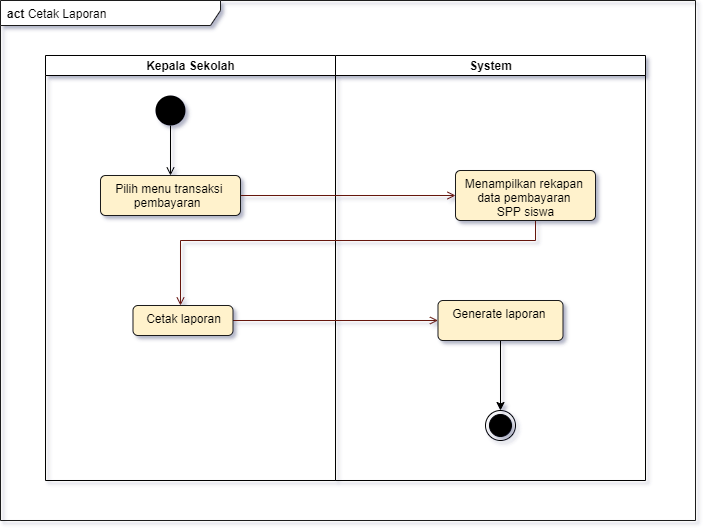 act Cetak Laporan
Kepala Sekolah
System
Pilih menu transaksi
pembayaran
Menampilkan rekapan
data pembayaran
SPP siswa
Cetak laporan
Generate laporan